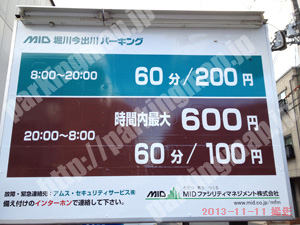 MID 堀川今出川パーキング
8:00~20:00 60分/200円
時間内最大 600円
20:00~8:00 60分/100円
故障・緊急連絡先:アムス・セキュリティサービス㈱
備え付けのインターホンで連絡して下さい。
MID MIDファシリティマネジメント株式会社
www.mid.co.jp/mfm
2013-11-11 撮影